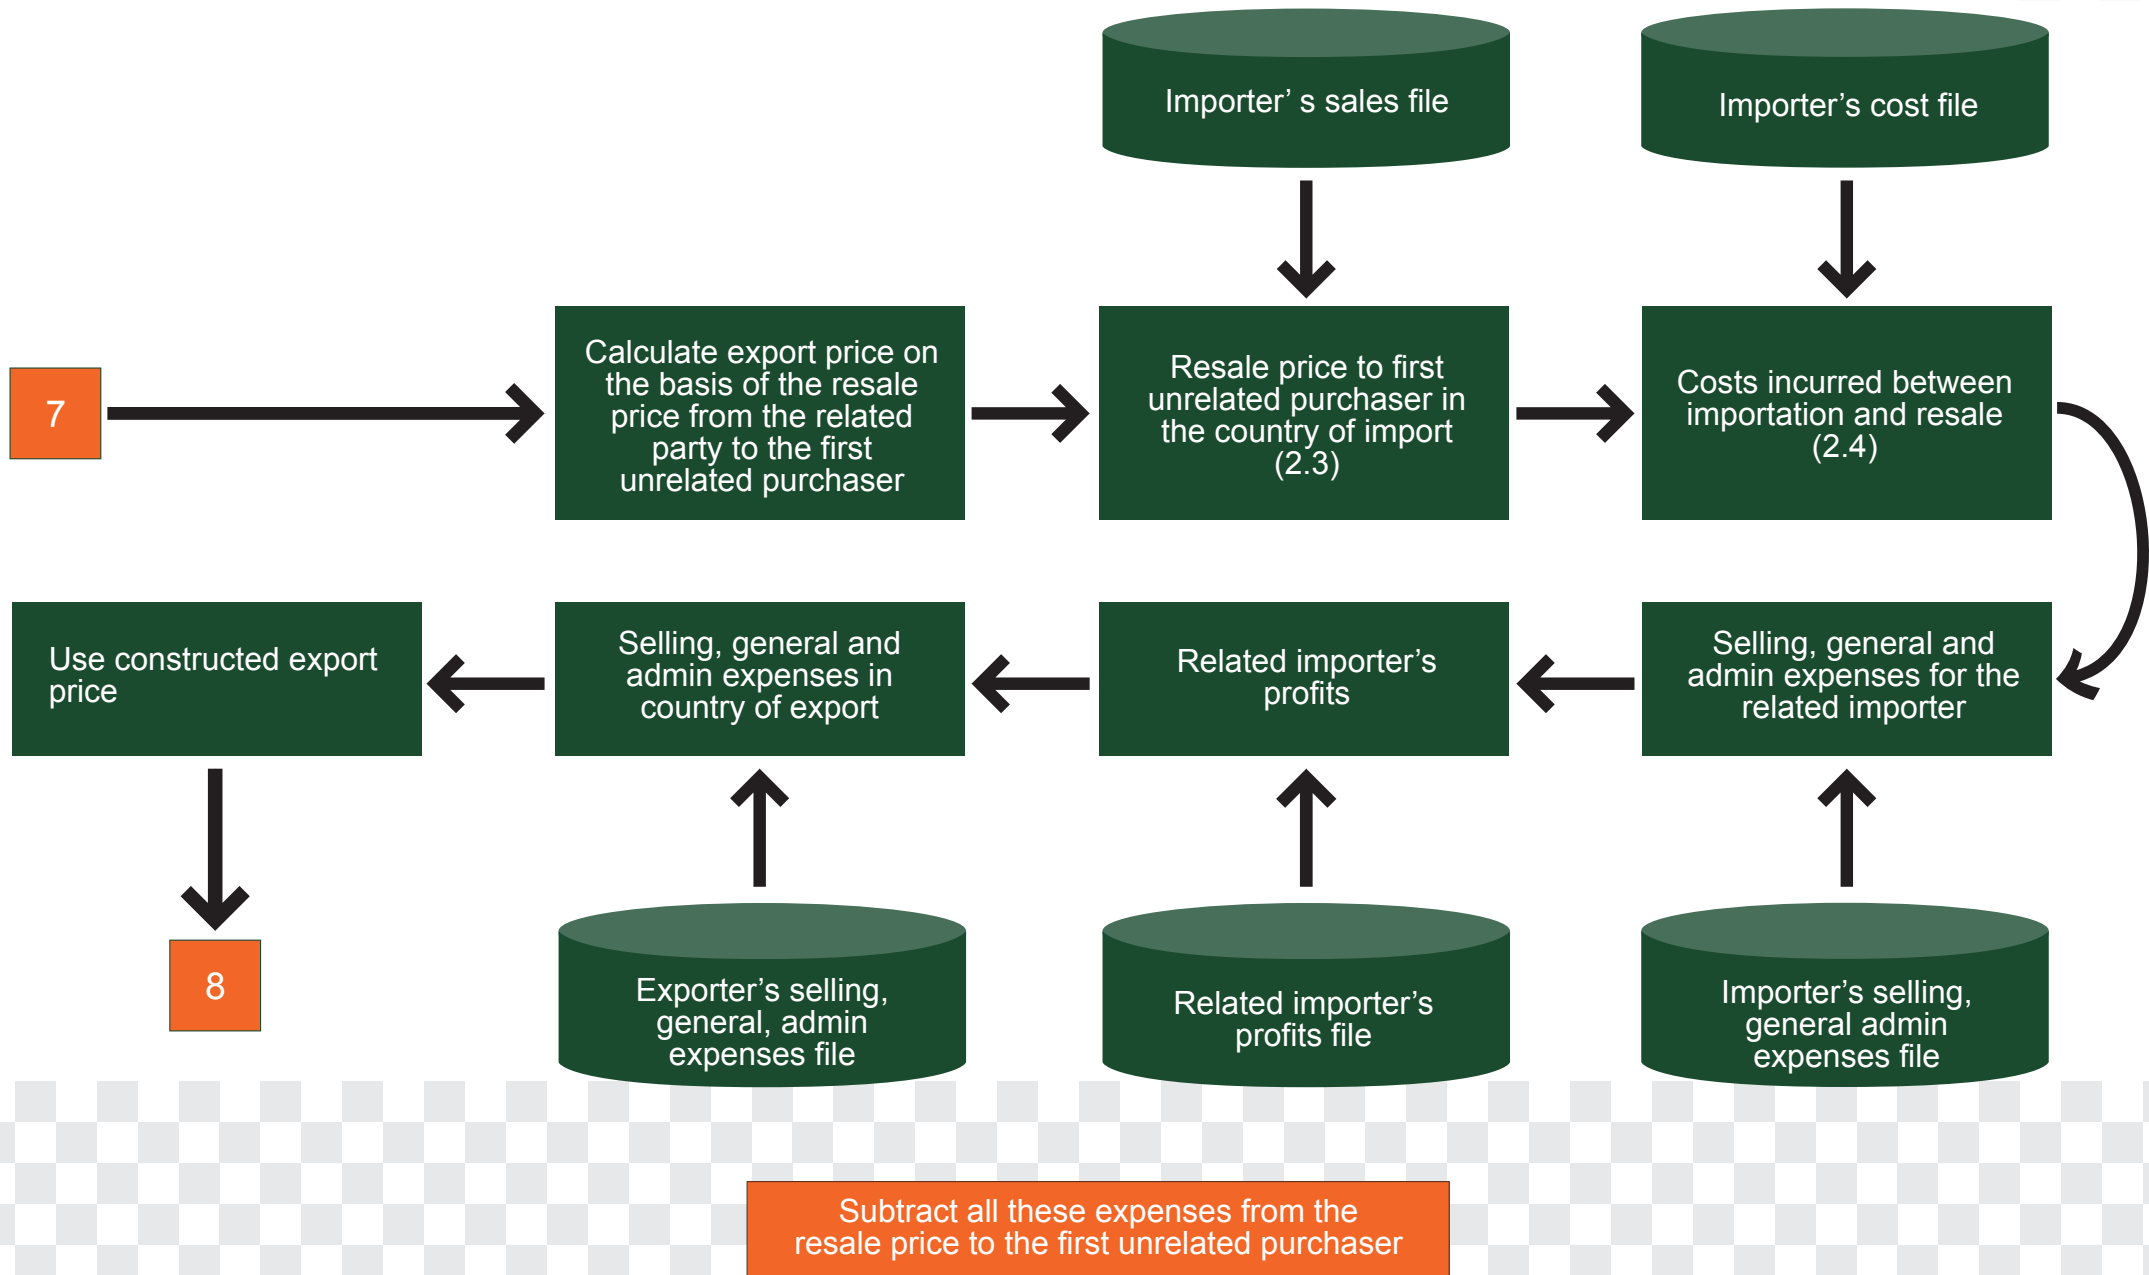 Importer’ s sales file
Importer’s cost file
7
Calculate export price on
the basis of the resale
price from the related
party to the first
unrelated purchaser
Resale price to first
unrelated purchaser in
the country of import
(2.3)
Costs incurred between
importation and resale
(2.4)
Use constructed export
price
Selling, general and
admin expenses in
country of export
Related importer’s
profits
Selling, general and
admin expenses for the
related importer
8
Exporter’s selling,
general, admin
expenses file
Related importer’s
profits file
Importer’s selling,
general admin
expenses file
Subtract all these expenses from the
resale price to the first unrelated purchaser